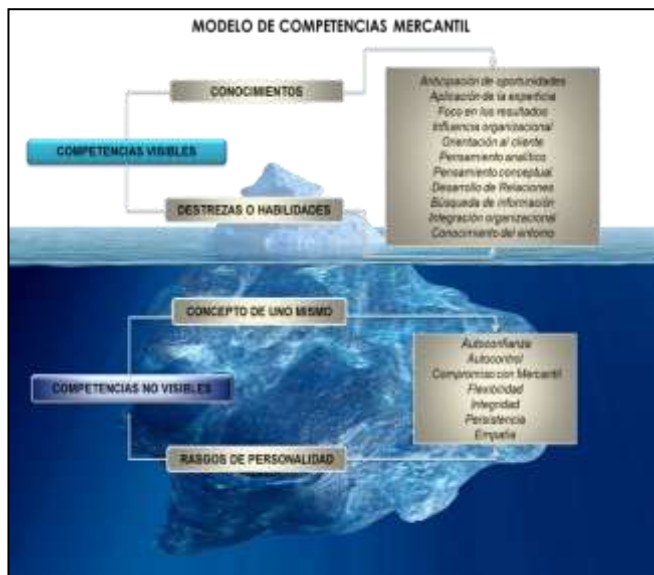 MODELO DE COMPETENCIAS MERCANTIL
CONOCIMIENTOS
COMPETENCIAS VISIBLES
DESTREZAS O HABILIDADES
Anticipación de oportunidades
Aplicación de la experticia
Foco en los resultados
Influencia organizacional
Orientación al cliente
Pensamiento analítico
Pensamiento conceptual
Desarrollo de Relaciones
Búsqueda de información
Integración organizacional
Conocimiento del entorno
CONCEPTO DE UNO MISMO
COMPETENCIAS NO VISIBLES
RASGOS DE PERSONALIDAD
Autoconfianza
Autocontrol
Compromiso con Mercantil
Flexibilidad
Integridad
Persistencia
Empatía